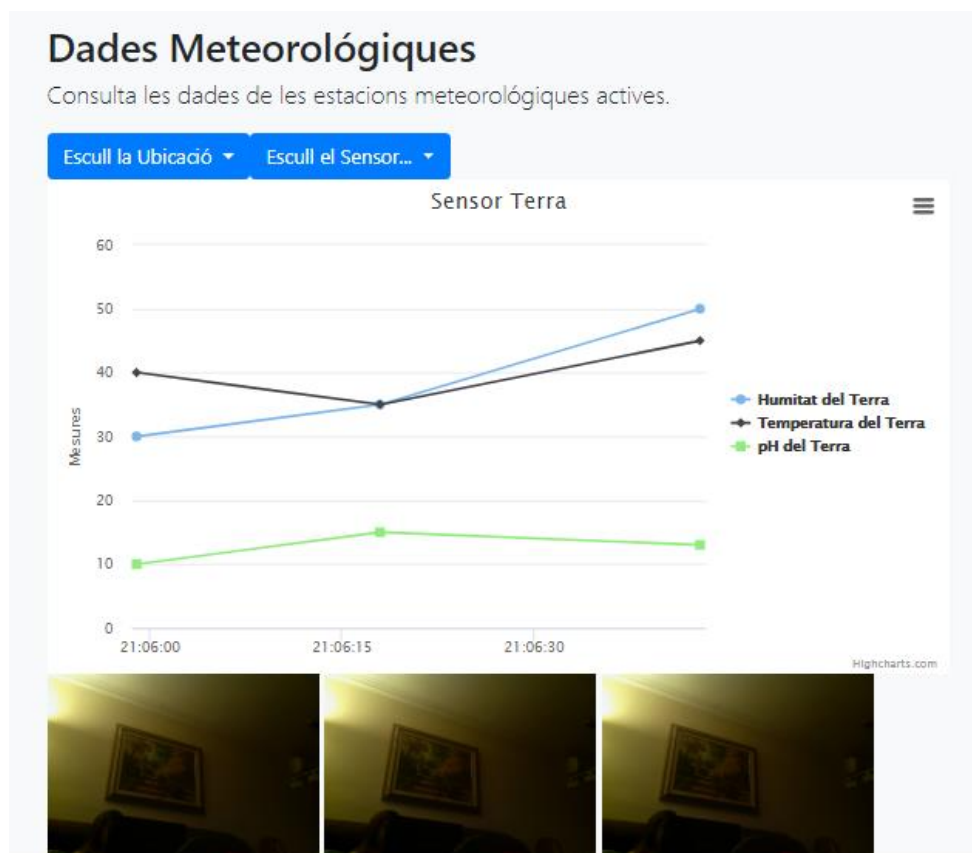 Dades Meteorológiques
Consulta les dades de les estacions meteorológiques actives.
Escull la Ubicació Escull el Sensor...
Sensor Terra
60
50
40
30
20
10
0
Mesures
21:06:00 21:06:15 21:06:30
Humitat del Terra
Temperatura del Terra
pH del Terra
Highcharts.com